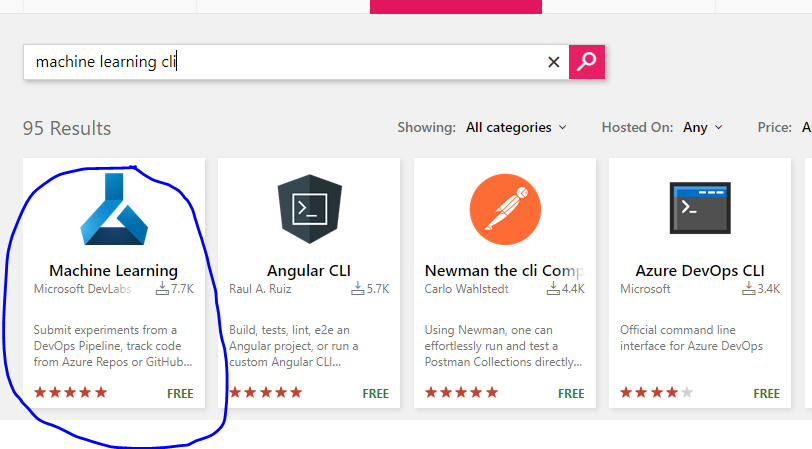 machine learning cli
95 Results
Showing: All categories
Hosted On: Any
Price: A
Machine Learning
Microsoft DevLabs 7.7K
Submit experiments from a
DevOps Pipeline, track code
from Azure Repos or GitHub...
FREE
Angular CLI
Raul A. Ruiz 5.7K
Build, tests, lint, e2e an
Angular project, or run a
custom Angular CLI...
FREE
Newman the cli Comp
Carlo Wahlstedt 4.4K
Using Newman, one can
effortlessly run and test a
Postman Collections directly...
FREE
Azure DevOps CLI
Microsoft 3.4K
Official command line
interface for Azure DevOps
FREE